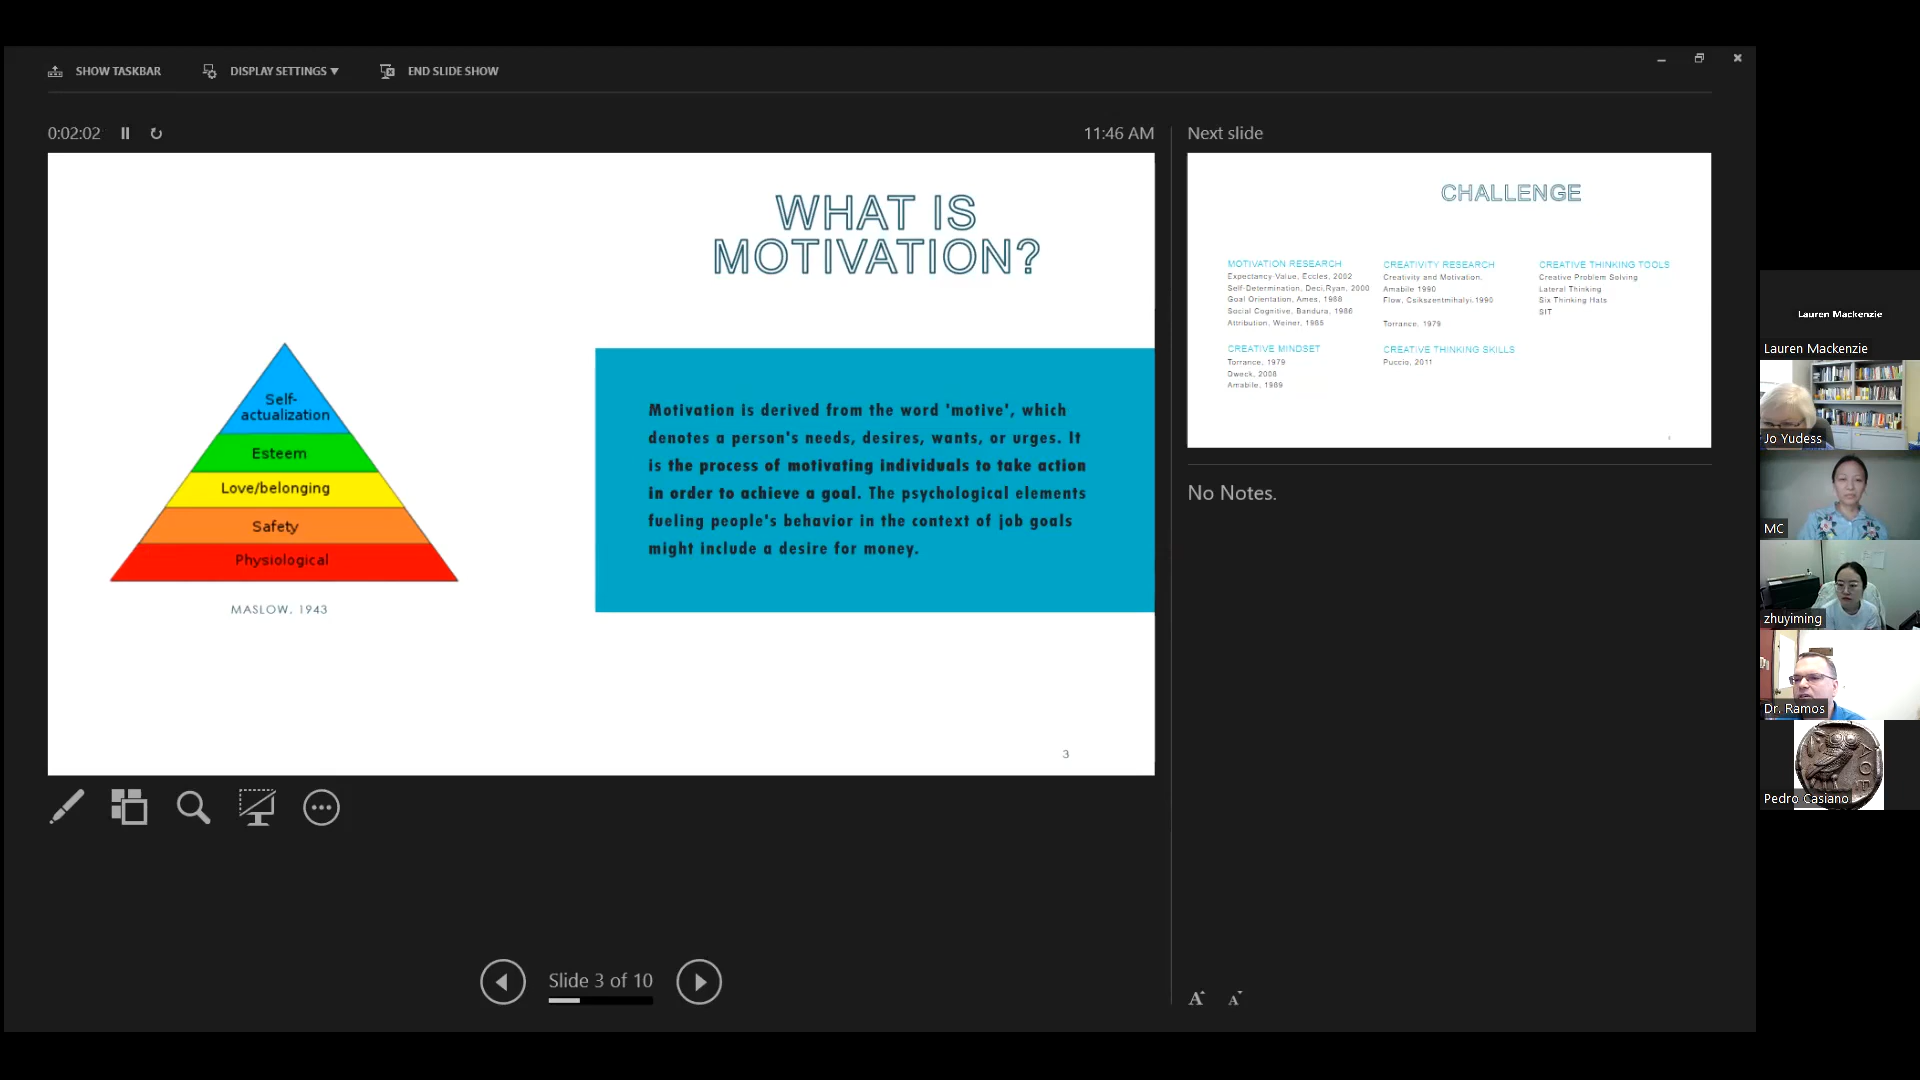 SHOW TASKBAR
DISPLAY SETTINGS ▼
END SLIDE SHOW
0:02:02
11:46 AM
WHAT IS
MOTIVATION?
Self-
actualization
Esteem
Love/belonging
Safety
Physiological
MASLOW, 1943
Motivation is derived from the word 'motive', which
denotes a person's needs, desires, wants, or urges. It
is the process of motivating individuals to take action
in order to achieve a goal. The psychological elements
fueling people's behavior in the context of job goals
might include a desire for money.
3
Slide 3 of 10
Next slide
CHALLENGE
MOTIVATION RESEARCH
Expectancy Value, Eccles, 2002
Self-Determination, Deci,Ryan, 2000
Goal Orientation, Ames, 1988
Social Cognitive, Bandura, 1986
Attribution, Weiner, 1985
CREATIVE MINDSET
Torrance, 1979
Dweck, 2008
Amabile, 1989
CREATIVITY RESEARCH
Creativity and Motivation,
Amabile 1990
Flow, Csikszentmihalyi,1990
Torrance, 1979
CREATIVE THINKING SKILLS
Puccio, 2011
CREATIVE THINKING TOOLS
Creative Problem Solving
Lateral Thinking
Six Thinking Hats
SIT
No Notes.
A
A
Lauren Mackenzie
Lauren Mackenzie
Jo Yudess
MC
zhuyiming
Dr. Ramos
Pedro Casiano